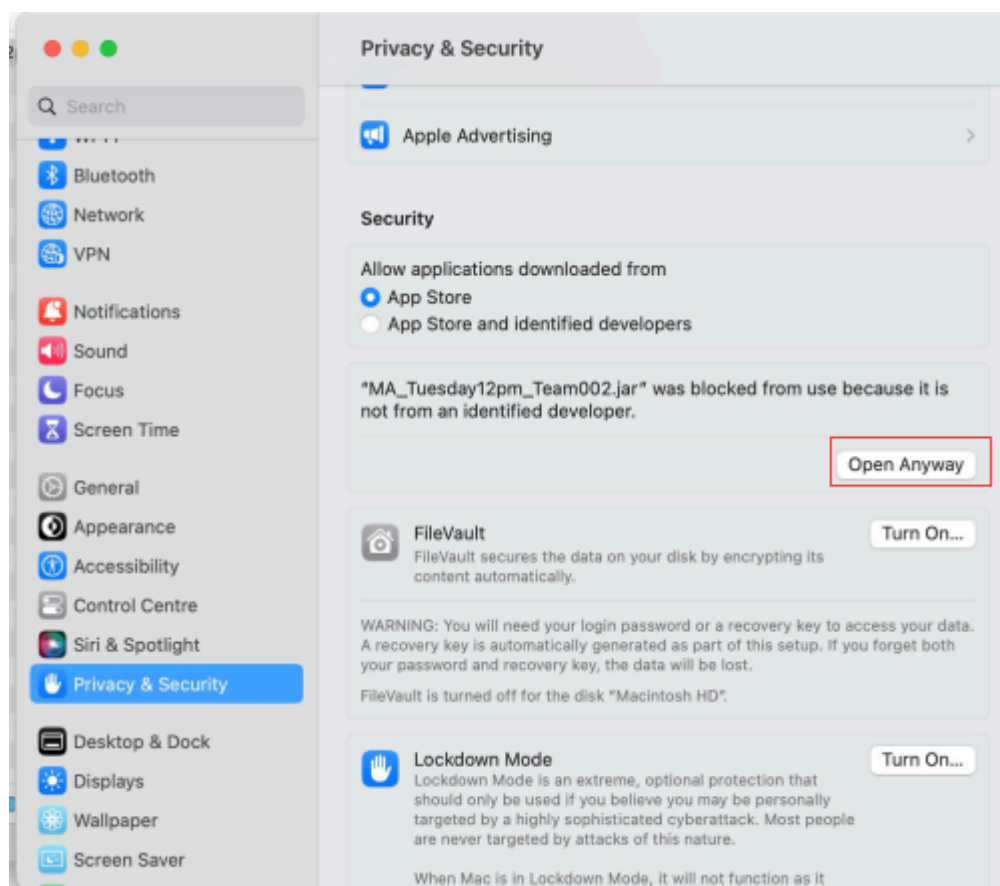 Privacy & Security
Search
Bluetooth
Network
VPN
Notifications
Sound
Focus
Screen Time
General
Appearance
Accessibility
Control Centre
Siri & Spotlight
Privacy & Security
Desktop & Dock
Displays
Wallpaper
Screen Saver
Apple Advertising
Security
Allow applications downloaded from
App Store
App Store and identified developers
"MA_Tuesday12pm_Team002.jar" was blocked from use because it is
not from an identified developer.
Open Anyway
FileVault
Turn On...
FileVault secures the data on your disk by encrypting its
content automatically.
WARNING: You will need your login password or a recovery key to access your data.
A recovery key is automatically generated as part of this setup. If you forget both
your password and recovery key, the data will be lost.
FileVault is turned off for the disk "Macintosh HD".
Lockdown Mode
Turn On...
Lockdown Mode is an extreme, optional protection that
should only be used if you believe you may be personally
targeted by a highly sophisticated cyberattack. Most people
are never targeted by attacks of this nature.
When Mac is in Lockdown Mode, it will not function as it